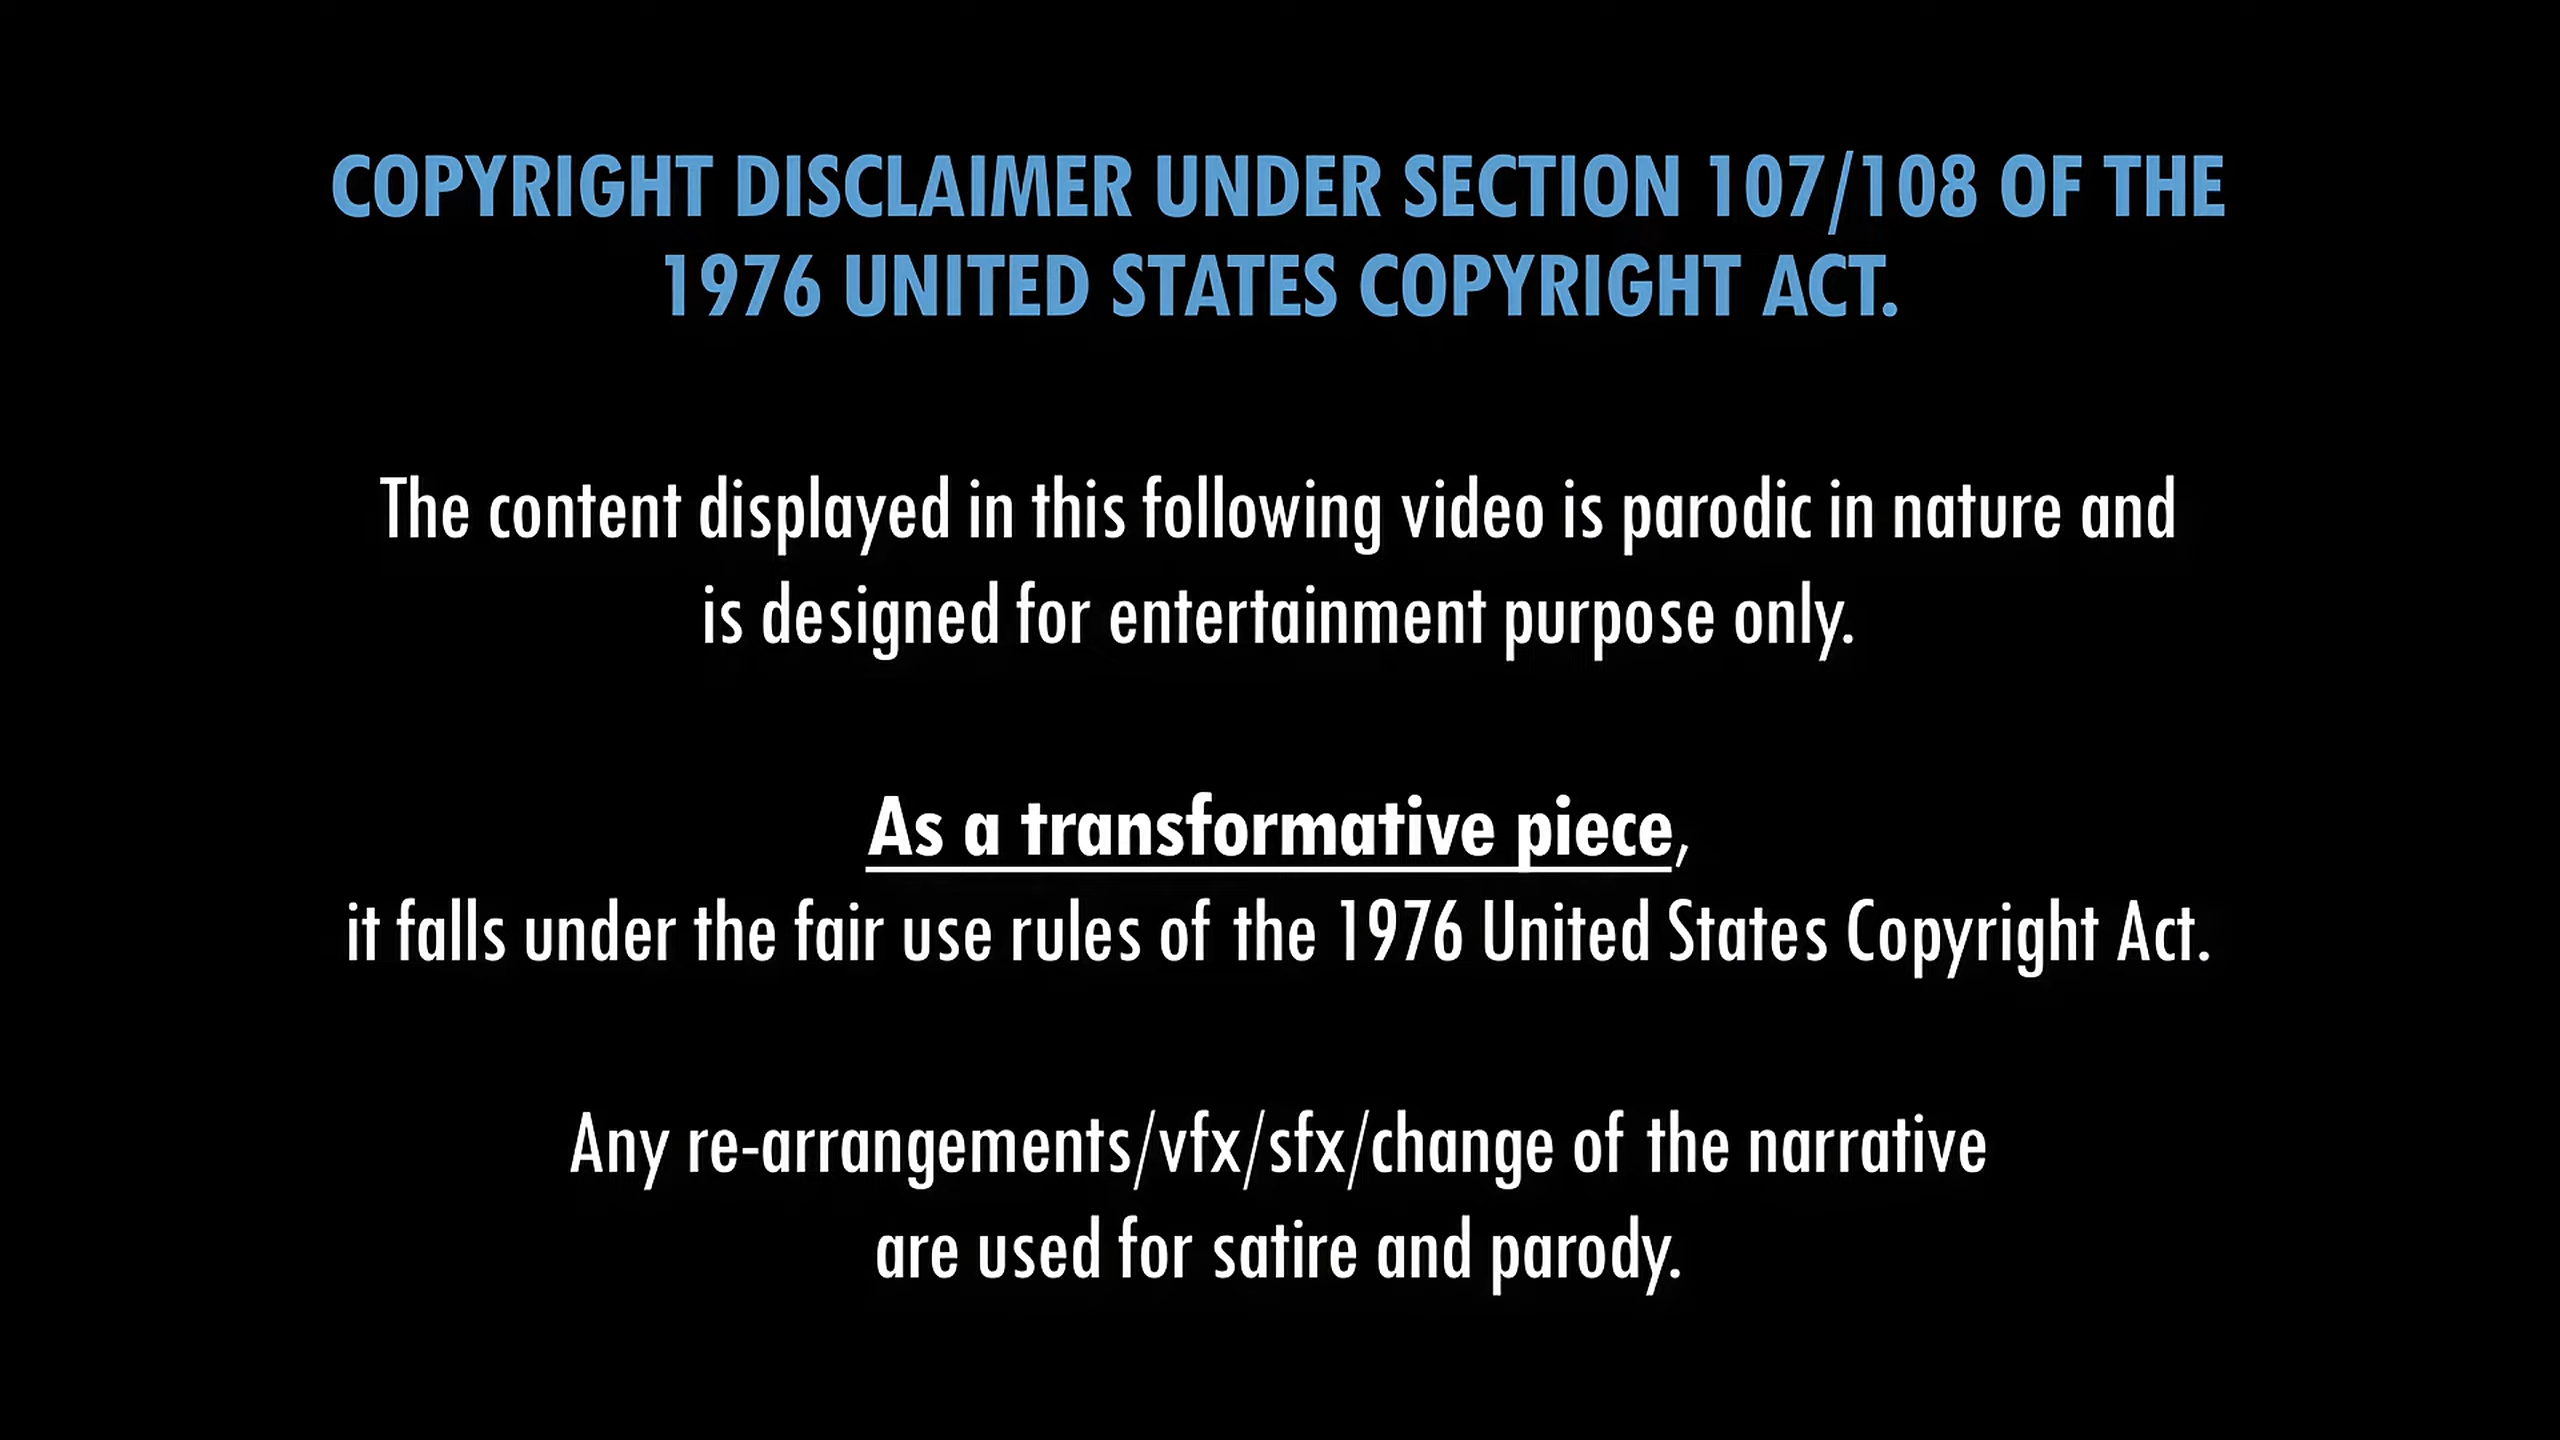 COPYRIGHT DISCLAIMER UNDER SECTION 107/108 OF THE
1976 UNITED STATES COPYRIGHT ACT.
The content displayed in this following video is parodic in nature and
is designed for entertainment purpose only.
As a transformative piece,
it falls under the fair use rules of the 1976 United States Copyright Act.
Any re-arrangements/vfx/sfx/change of the narrative
are used for satire and parody.